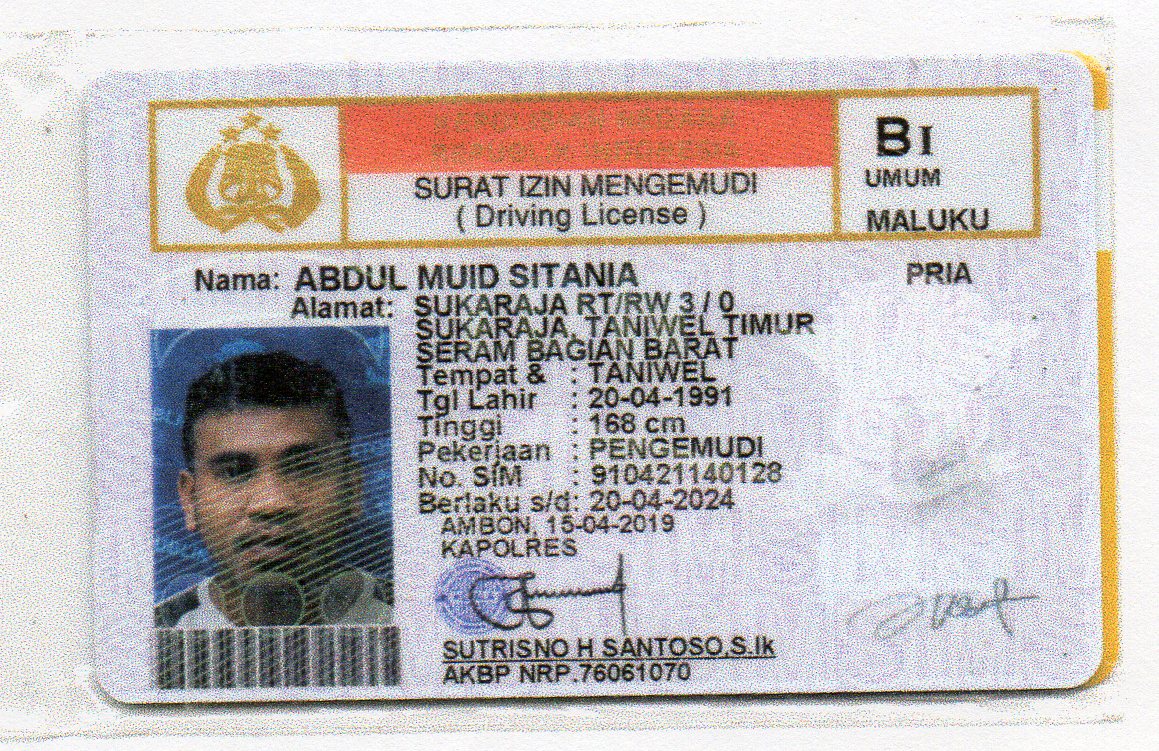 KEPOLISIAN NEGARA
REPUBLIK INDONESIA
SURAT IZIN MENGEMUDI
( Driving License )
BI
UMUM
MALUKU
Nama: ABDUL MUID SITANIA
PRIA
Alamat: SUKARAJA RT/RW 3 / 0
SUKARAJA, TANIWEL TIMUR
SERAM BAGIAN BARAT
Tempat & : TANIWEL
Tgl Lahir : 20-04-1991
Tinggi : 168 cm
Pekerjaan : PENGEMUDI
No. SIM : 910421140128
Berlaku s/d: 20-04-2024
AMBON, 15-04-2019
KAPOLRES
SUTRISNO H SANTOSO,S.Ik
AKBP NRP.76061070